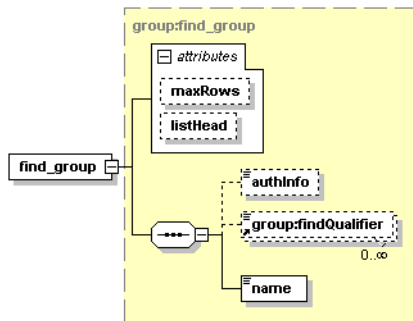 group:find_group
attributes
maxRows
listHead
find_group
authInfo
group:findQualifier
0..∞
name